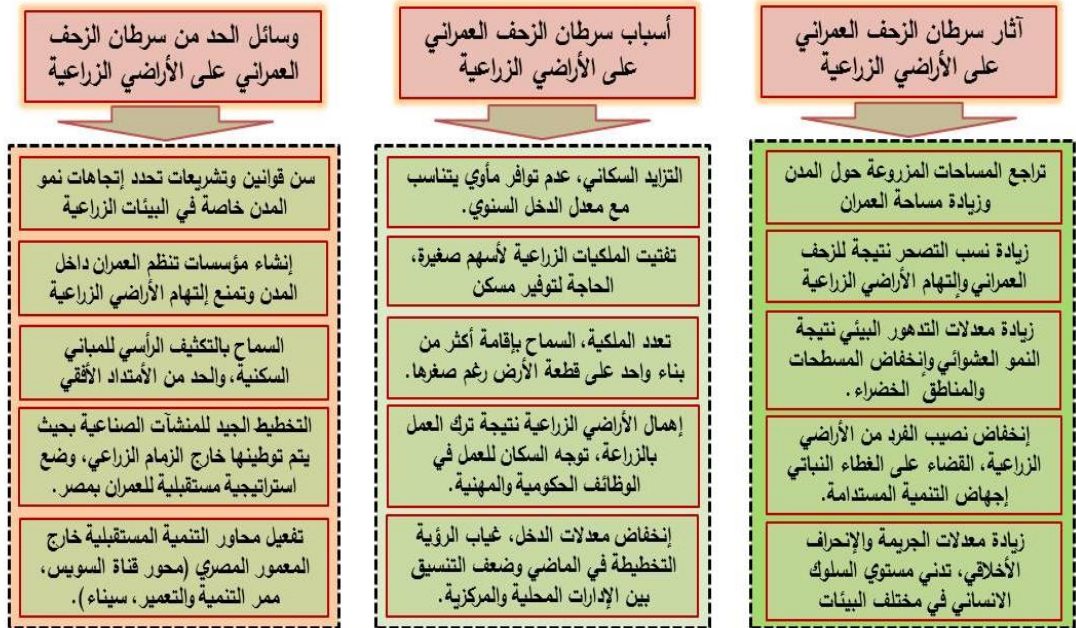 آثار سرطان الزحف العمراني
على الأراضي الزراعية
تراجع المساحات المزروعة حول المدن
وزيادة مساحة العمران
زيادة نسب التصحر نتيجة للزحف
العمراني وإلتهام الأراضي الزراعية
زيادة معدلات التدهور البيئي نتيجة
النمو العشوائي وإنخفاض المسطحات
والمناطق الخضراء.
إنخفاض نصيب الفرد من الأراضي
الزراعية، القضاء على الغطاء النباتي
إجهاض التنمية المستدامة.
زيادة معدلات الجريمة والإنحراف
الأخلاقي، تدني مستوي السلوك
الانساني في مختلف البيئات
أسباب سرطان الزحف العمراني
على الأراضي الزراعية
التزايد السكاني، عدم توافر مأوي يتناسب
مع معدل الدخل السنوي.
تفتيت الملكيات الزراعية لأسهم صغيرة،
الحاجة لتوفير مسكن
تعدد الملكية، السماح بإقامة أكثر من
بناء واحد على قطعة الأرض رغم صغرها.
إهمال الأراضي الزراعية نتيجة ترك العمل
بالزراعة، توجه السكان للعمل في
الوظائف الحكومية والمهنية.
إنخفاض معدلات الدخل، غياب الرؤية
التخطيطة في الماضي وضعف التنسيق
بين الإدارات المحلية والمركزية.
وسائل الحد من سرطان الزحف
العمراني على الأراضي الزراعية
سن قوانين وتشريعات تحدد إتجاهات نمو
المدن خاصة في البيئات الزراعية
إنشاء مؤسسات تنظم العمران داخل
المدن وتمنع إلتهام الأراضي الزراعية
السماح بالتكثيف الرأسي للمباني
السكنية، والحد من الأمتداد الأفقي
التخطيط الجيد للمنشآت الصناعية بحيث
يتم توطينها خارج الزمام الزراعي، وضع
استراتيجية مستقبلية للعمران بمصر.
تفعيل محاور التنمية المستقبلية خارج
المعمور المصري (محور قناة السويس،
ممر التنمية والتعمير، سيناء).